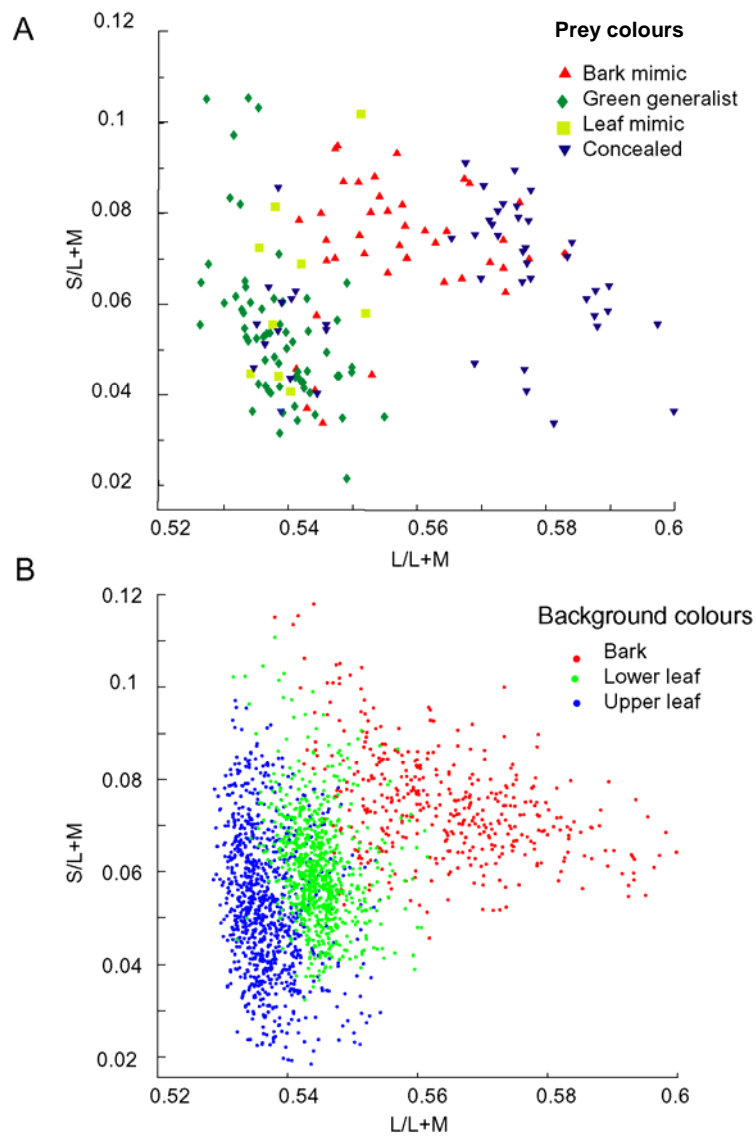 A
0.12
Prey colours
Bark mimic
Green generalist
Leaf mimic
Concealed
0.1
0.08
S/L+M
0.06
0.04
0.02
0.52
0.54
0.56
0.58
0.6
L/L+M
B
0.12
Background colours
Bark
Lower leaf
Upper leaf
0.1
0.08
S/L+M
0.06
0.04
0.02
0.52
0.54
0.56
0.58
0.6
L/L+M